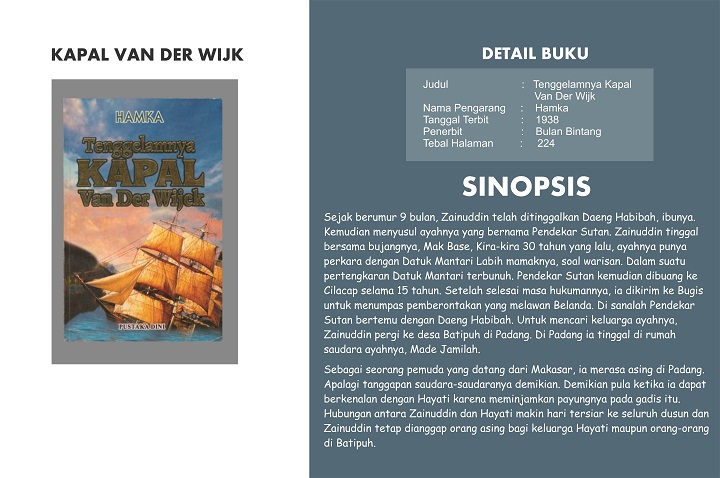 KAPAL VAN DER WIJK
HAMKA
Tenggelamnya
KAPAL
Van Der Wijck
PUSTAKA DINI
DETAIL BUKU
Judul : Tenggelamnya Kapal
Van Der Wijk
Nama Pengarang : Hamka
Tanggal Terbit : 1938
Penerbit : Bulan Bintang
Tebal Halaman : 224
SINOPSIS
Sejak berumur 9 bulan, Zainuddin telah ditinggalkan Daeng Habibah, ibunya.
Kemudian menyusul ayahnya yang bernama Pendekar Sutan. Zainuddin tinggal
bersama bujangnya, Mak Base, Kira-kira 30 tahun yang lalu, ayahnya punya
perkara dengan Datuk Mantari Labih mamaknya, soal warisan. Dalam suatu
pertengkaran Datuk Mantari terbunuh. Pendekar Sutan kemudian dibuang ke
Cilacap selama 15 tahun. Setelah selesai masa hukumannya, ia dikirim ke Bugis
untuk menumpas pemberontakan yang melawan Belanda. Di sanalah Pendekar
Sutan bertemu dengan Daeng Habibah. Untuk mencari keluarga ayahnya,
Zainuddin pergi ke desa Batipuh di Padang. Di Padang ia tinggal di rumah
saudara ayahnya, Made Jamilah.
Sebagai seorang pemuda yang datang dari Makasar, ia merasa asing di Padang.
Apalagi tanggapan saudara-saudaranya demikian. Demikian pula ketika ia dapat
berkenalan dengan Hayati karena meminjamkan payungnya pada gadis itu.
Hubungan antara Zainuddin dan Hayati makin hari tersiar ke seluruh dusun dan
Zainuddin tetap dianggap orang asing bagi keluarga Hayati maupun orang-orang
di Batipuh.